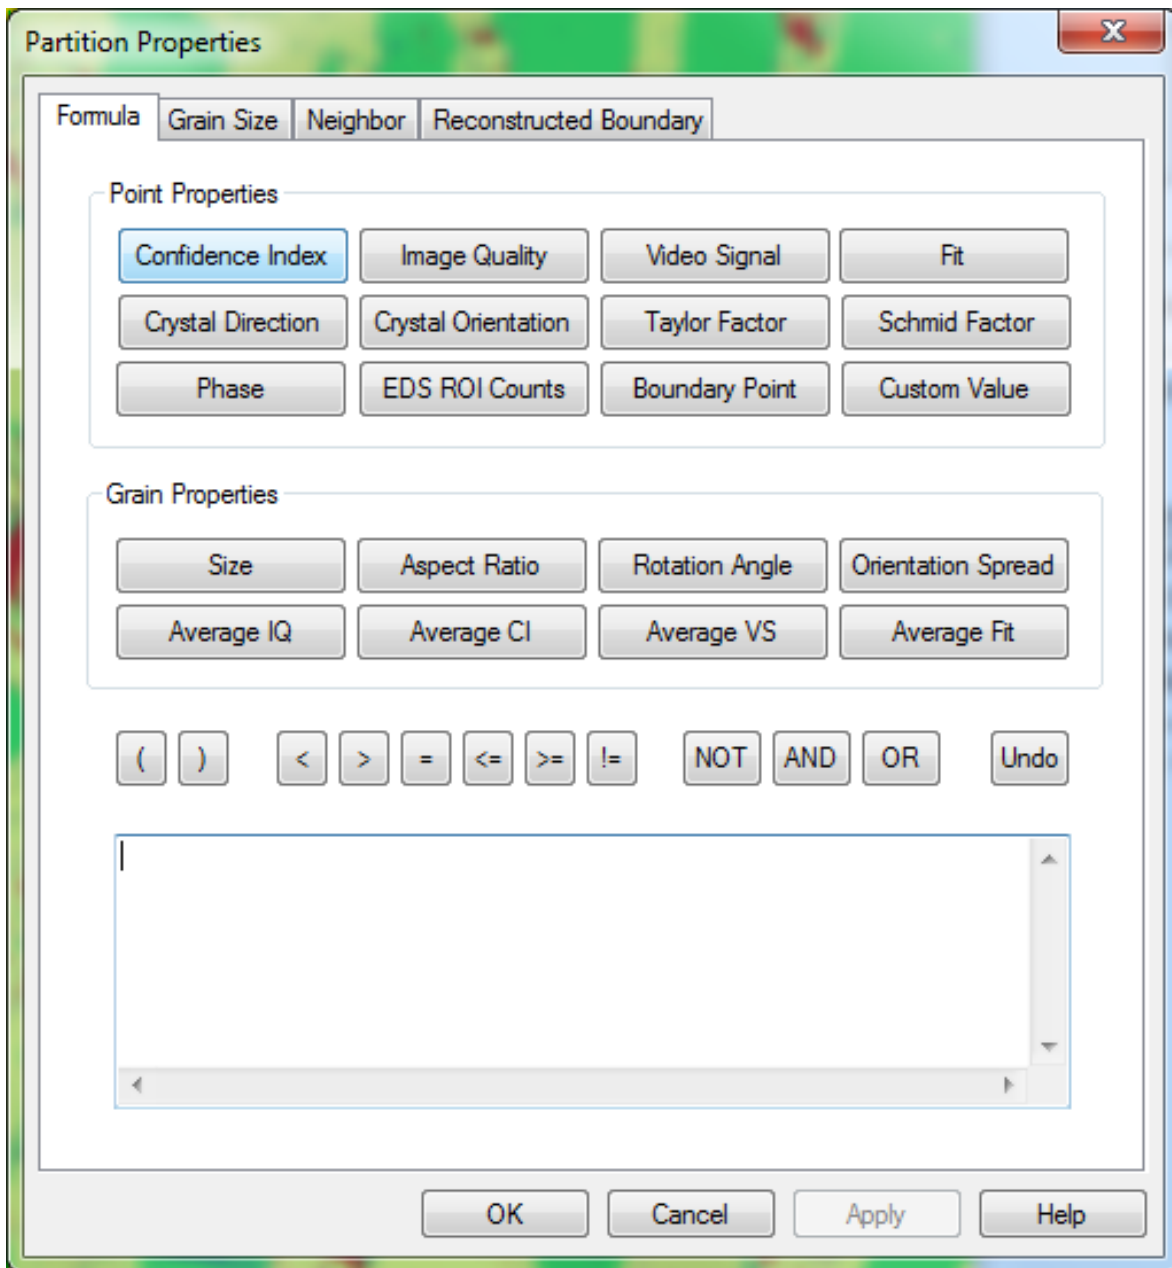 Partition Properties
X
Formula Grain Size Neighbor Reconstructed Boundary
Point Properties
Confidence Index Image Quality Video Signal Fit
Crystal Direction Crystal Orientation Taylor Factor Schmid Factor
Phase EDS ROI Counts Boundary Point Custom Value
Grain Properties
Size Aspect Ratio Rotation Angle Orientation Spread
Average IQ Average CI Average VS Average Fit
( ) < > = <= >= != NOT AND OR Undo
OK Cancel Apply Help